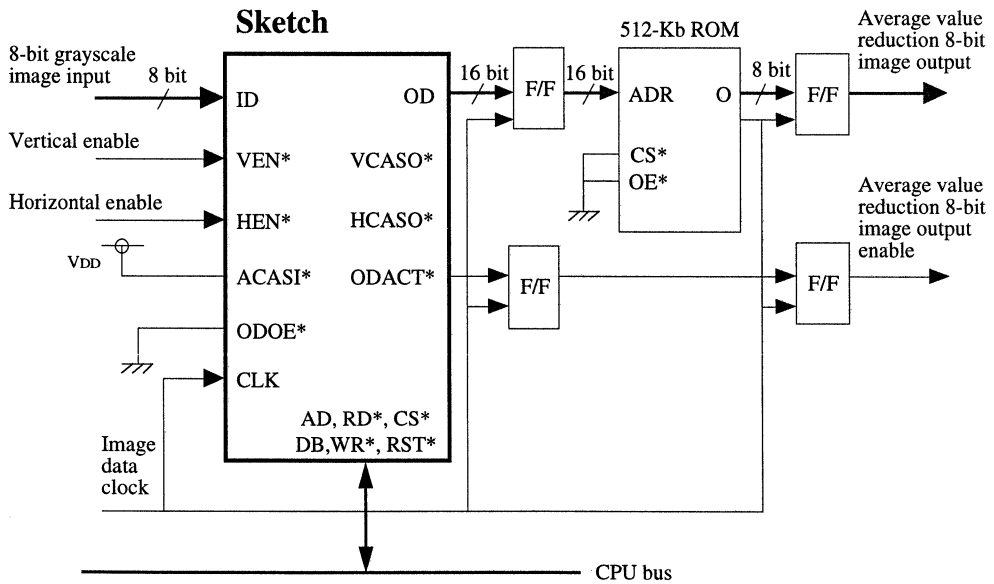 Sketch
8-bit grayscale
image input
8 bit
ID
OD
16 bit
F/F
16 bit
512-Kb ROM
ADR
O
8 bit
F/F
Average value
reduction 8-bit
image output
Vertical enable
VEN*
VCASO*
CS*
OE*
Horizontal enable
HEN*
HCASO*
Average value
reduction 8-bit
image output
enable
VDD
ACASI*
ODACT*
F/F
F/F
ODOE*
CLK
AD, RD*, CS*
DB,WR*, RST*
Image
data
clock
CPU bus